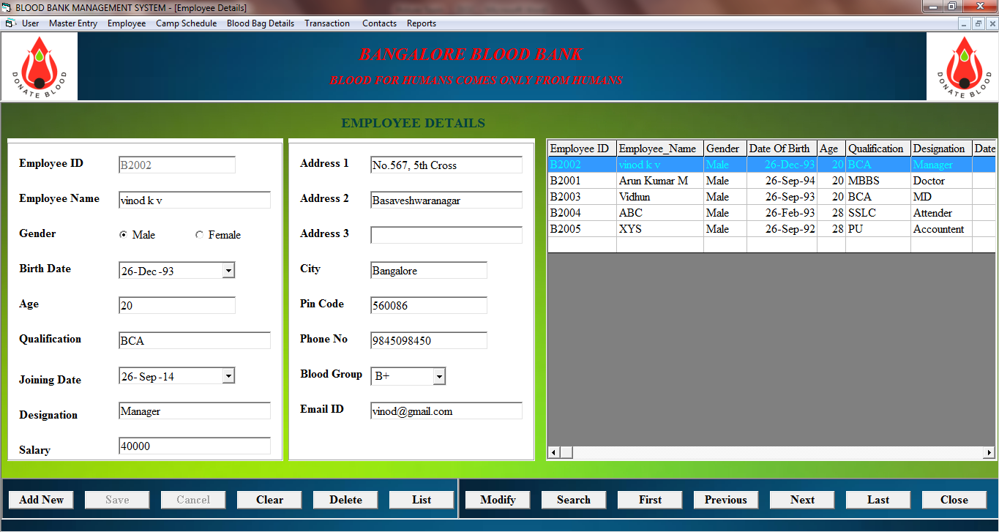 BLOOD BANK MANAGEMENT SYSTEM - [Employee Details]
User Master Entry Employee Camp Schedule Blood Bag Details Transaction Contacts Reports
DONATE BLOOD
BANGALORE BLOOD BANK
BLOOD FOR HUMANS COMES ONLY FROM HUMANS
DONATE BLOOD
EMPLOYEE DETAILS
Employee ID B2002
Employee Name vinod k v
Gender Male Female
Birth Date 26-Dec-93
Age 20
Qualification BCA
Joining Date 26-Sep-14
Designation Manager
Salary 40000
Address 1 No.567, 5th Cross
Address 2 Basaveshwaranagar
Address 3
City Bangalore
Pin Code 560086
Phone No 9845098450
Blood Group B+
Email ID vinod@gmail.com
Employee ID Employee_Name Gender Date Of Birth Age Qualification Designation Date
B2002 vinod k v Male 26-Dec-93 20 BCA Manager
B2001 Arun Kumar M Male 26-Sep-94 20 MBBS Doctor
B2003 Vidhun Male 26-Sep-93 20 BCA MD
B2004 ABC Male 26-Feb-93 28 SSLC Attender
B2005 XYS Male 26-Sep-92 28 PU Accountent
Add New Save Cancel Clear Delete List Modify Search First Previous Next Last Close